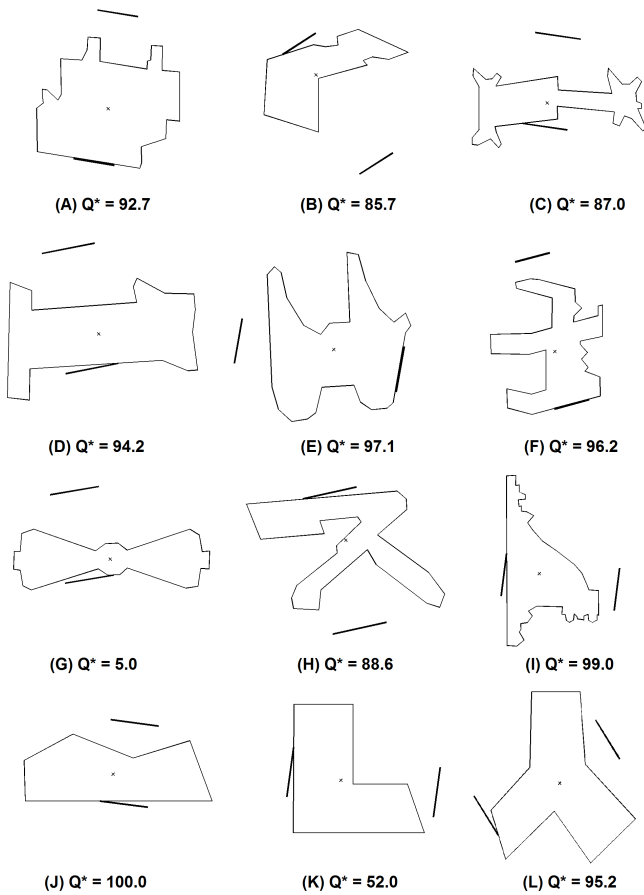 (A) Q* = 92.7
(B) Q* = 85.7
(C) Q* = 87.0
(D) Q* = 94.2
(E) Q* = 97.1
(F) Q* = 96.2
(G) Q* = 5.0
(H) Q* = 88.6
(I) Q* = 99.0
(J) Q* = 100.0
(K) Q* = 52.0
(L) Q* = 95.2